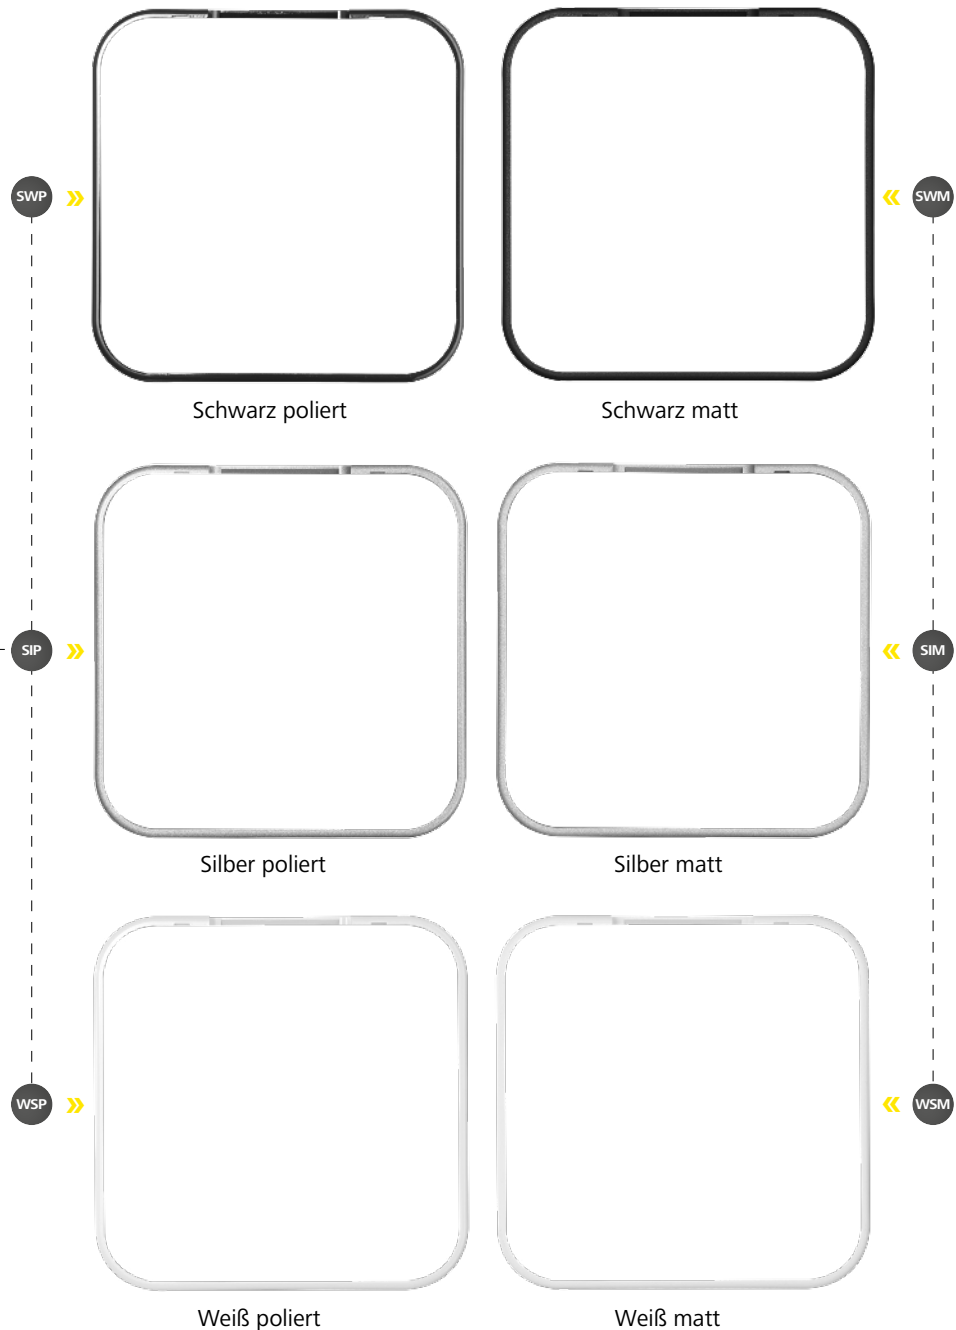 SWP » « SWM
Schwarz poliert
Schwarz matt
SIP » « SIM
Silber poliert
Silber matt
WSP » « WSM
Weiß poliert
Weiß matt